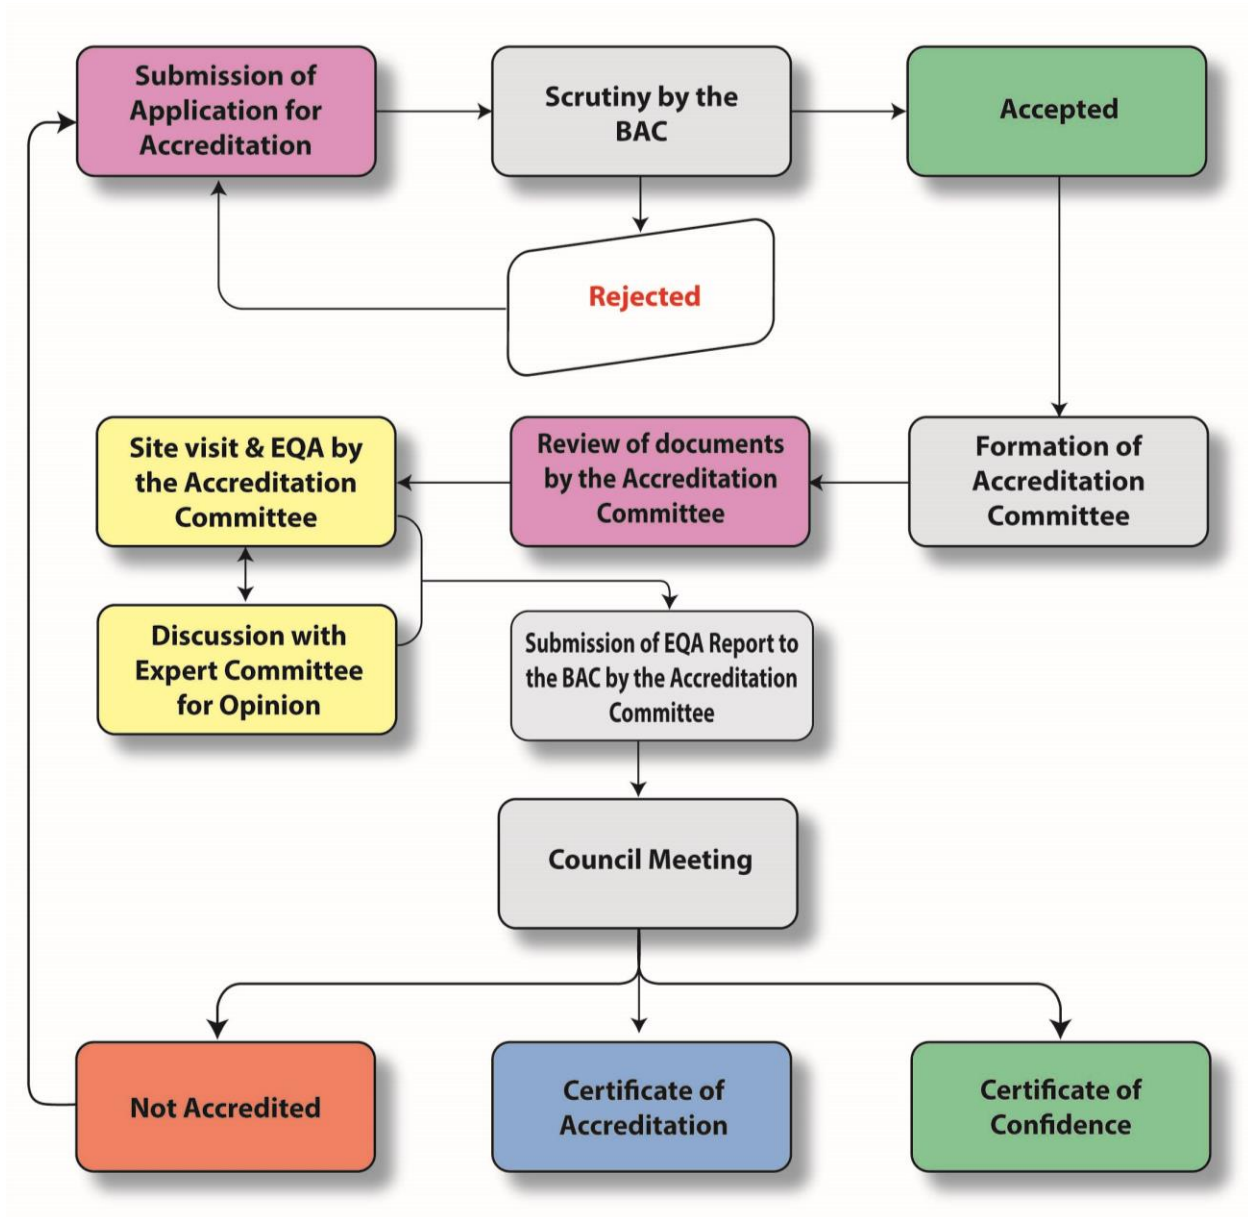 Submission of
Application for
Accreditation
Scrutiny by the
BAC
Accepted
Rejected
Site visit & EQA by
the Accreditation
Committee
Review of documents
by the Accreditation
Committee
Formation of
Accreditation
Committee
Discussion with
Expert Committee
for Opinion
Submission of EQA Report to
the BAC by the Accreditation
Committee
Council Meeting
Not Accredited
Certificate of
Accreditation
Certificate of
Confidence